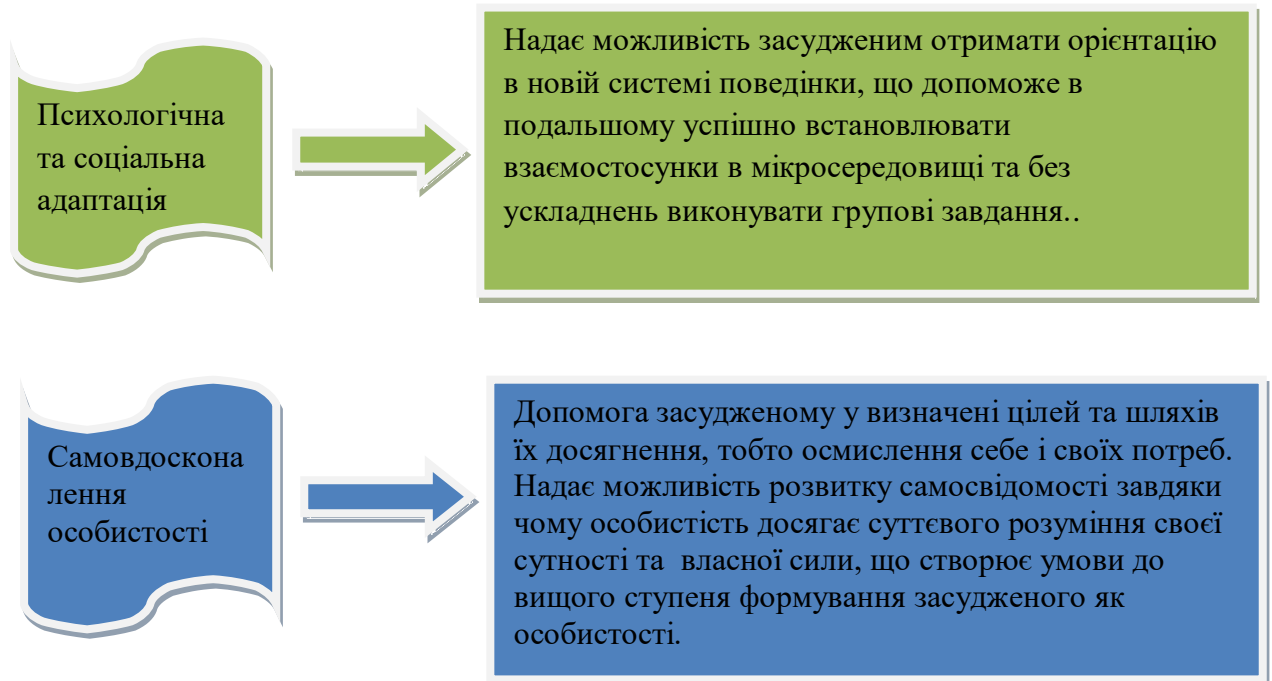 Психологічна
та соціальна
адаптація
Надає можливість засудженим отримати орієнтацію
в новій системі поведінки, що допоможе в
подальшому успішно встановлювати
взаємостосунки в мікросередовищі та без
ускладнень виконувати групові завдання..
Самовдоскона
лення
особистості
Допомога засудженому у визначені цілей та шляхів
їх досягнення, тобто осмислення себе і своїх потреб.
Надає можливість розвитку самосвідомості завдяки
чому особистість досягає суттєвого розуміння своєї
сутності та власної сили, що створює умови до
вищого ступеня формування засудженого як
особистості.